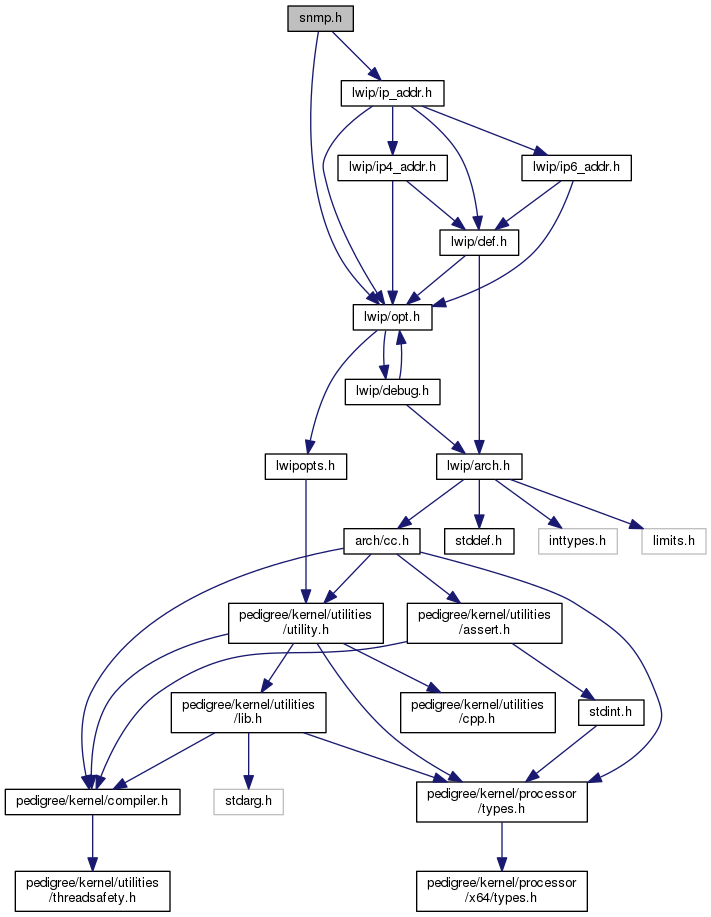 snmp.h
lwip/ip_addr.h
lwip/ip4_addr.h
lwip/ip6_addr.h
lwip/def.h
lwip/opt.h
lwip/debug.h
lwipopts.h
lwip/arch.h
arch/cc.h
stddef.h
inttypes.h
limits.h
pedigree/kernel/utilities
/utility.h
pedigree/kernel/utilities
/assert.h
pedigree/kernel/utilities
/lib.h
pedigree/kernel/utilities
/cpp.h
stdint.h
pedigree/kernel/compiler.h
stdarg.h
pedigree/kernel/processor
/types.h
pedigree/kernel/utilities
/threadsafety.h
pedigree/kernel/processor
/x64/types.h